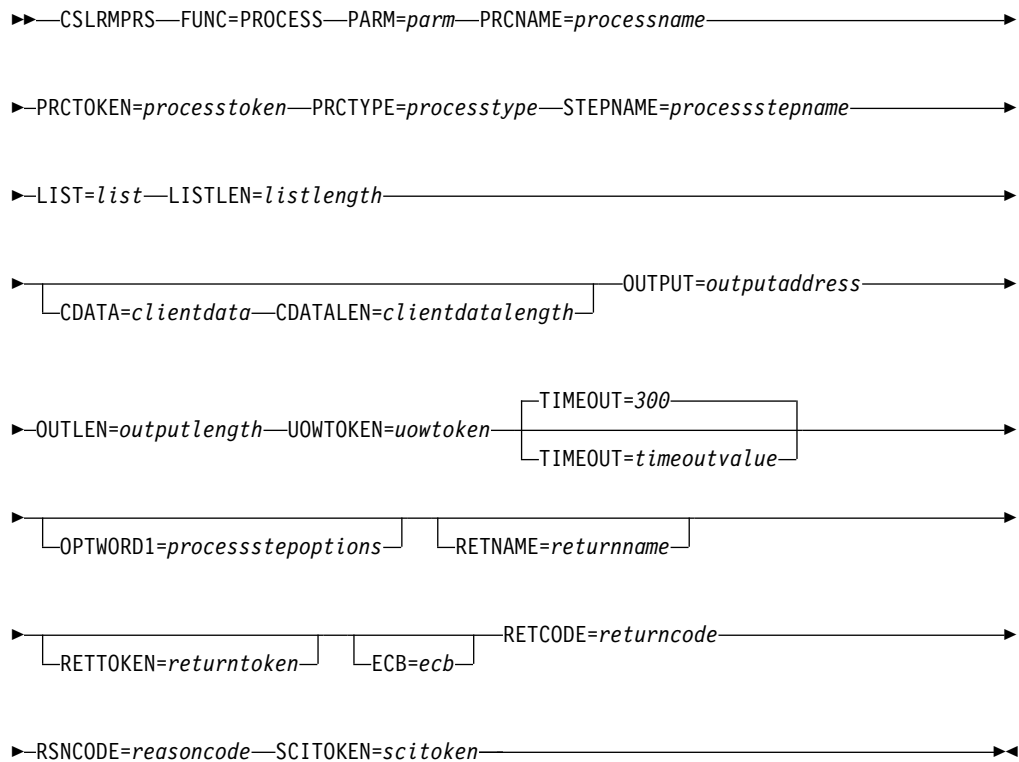 CSLRMPRS FUNC=PROCESS PARM=parm PRCNAME=processname
PRCTOKEN=processtoken PRCTYPE=processtype STEPNAME=processstepname
LIST=list LISTLEN=listlength
OUTPUT=outputaddress
CDATA=clientdata CDATALEN=clientdatalength
TIMEOUT=300
OUTLEN=outputlength UOWTOKEN=uowtoken
TIMEOUT=timeoutvalue
OPTWORD1=processstepoptions RETNAME=returnname
RETCODE=returncode
RETTOKEN=returntoken ECB=ecb
RSNCODE=reasoncode SCITOKEN=scitoken